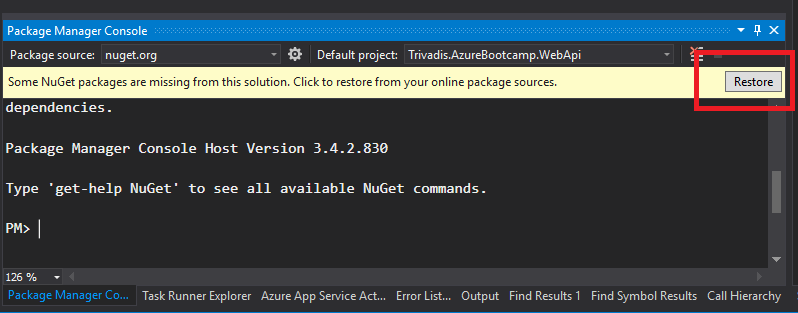 Package Manager Console
Package source: nuget.org Default project: Trivadis.AzureBootcamp.WebApi
Some NuGet packages are missing from this solution. Click to restore from your online package sources. Restore
dependencies.
Package Manager Console Host Version 3.4.2.830
Type 'get-help NuGet' to see all available NuGet commands.
PM>
126 %
Package Manager Co... Task Runner Explorer Azure App Service Act... Error List... Output Find Results 1 Find Symbol Results Call Hierarchy